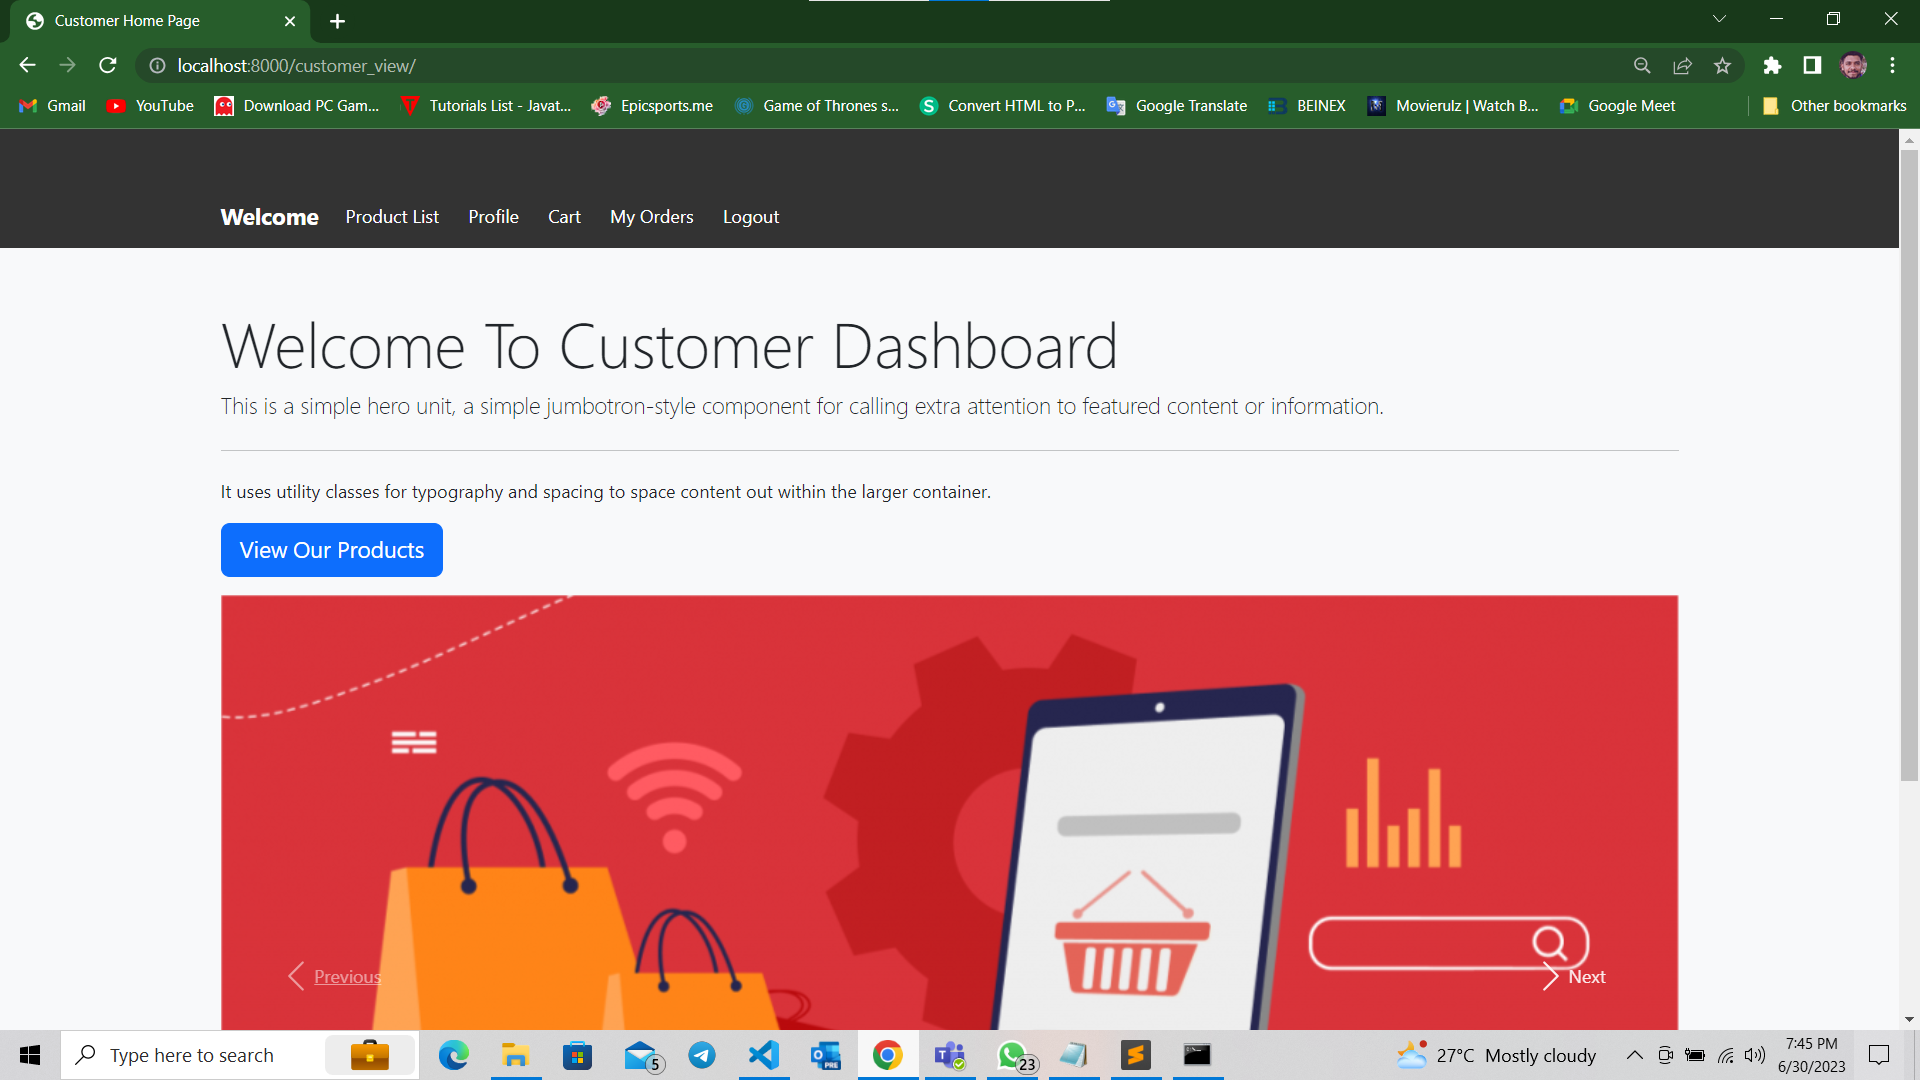 Customer Home Page
localhost:8000/customer_view/
Gmail YouTube Download PC Gam... Tutorials List - Javat... Epicsports.me Game of Thrones s... Convert HTML to P... Google Translate BEINEX Movierulz | Watch B... Google Meet Other bookmarks
Welcome Product List Profile Cart My Orders Logout
Welcome To Customer Dashboard
This is a simple hero unit, a simple jumbotron-style component for calling extra attention to featured content or information.
It uses utility classes for typography and spacing to space content out within the larger container.
View Our Products
Previous Next
Type here to search 5 PRE 23 27°C Mostly cloudy 7:45 PM
6/30/2023